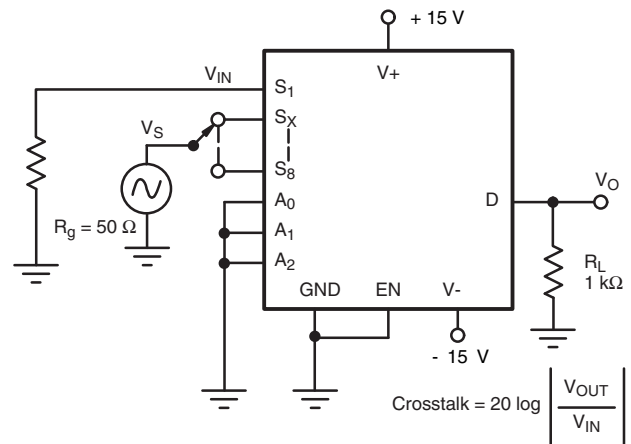 + 15 V
V+
V_IN
S_1
S_X
V_S
S_8
R_g = 50 Ω
A_0
A_1
A_2
D
V_O
R_L
1 kΩ
GND
EN
V-
- 15 V
Crosstalk = 20 log | V_OUT / V_IN |